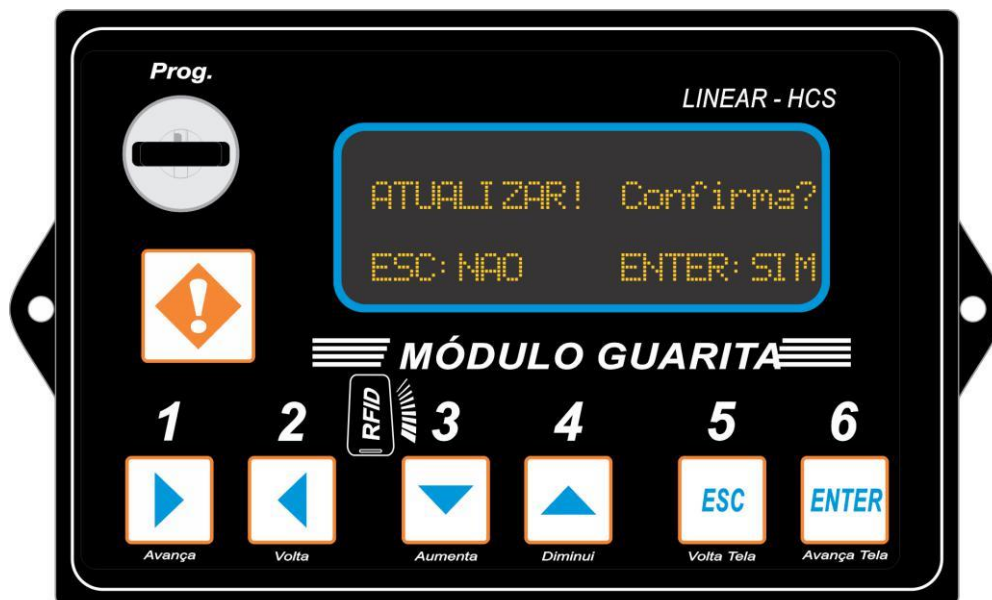 Prog.
LINEAR - HCS
ATUALIZAR! Confirma?
ESC: NAO ENTER: SIM
!
MÓDULO GUARITA
RFID
1 2 3 4 5 6
ESC ENTER
Avança Volta Aumenta Diminui Volta Tela Avança Tela